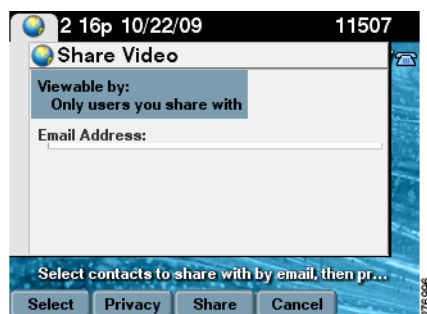 2 16p 10/22/09 11507
Share Video
Viewable by:
Only users you share with
Email Address:
Select contacts to share with by email, then pr...
Select Privacy Share Cancel
276996